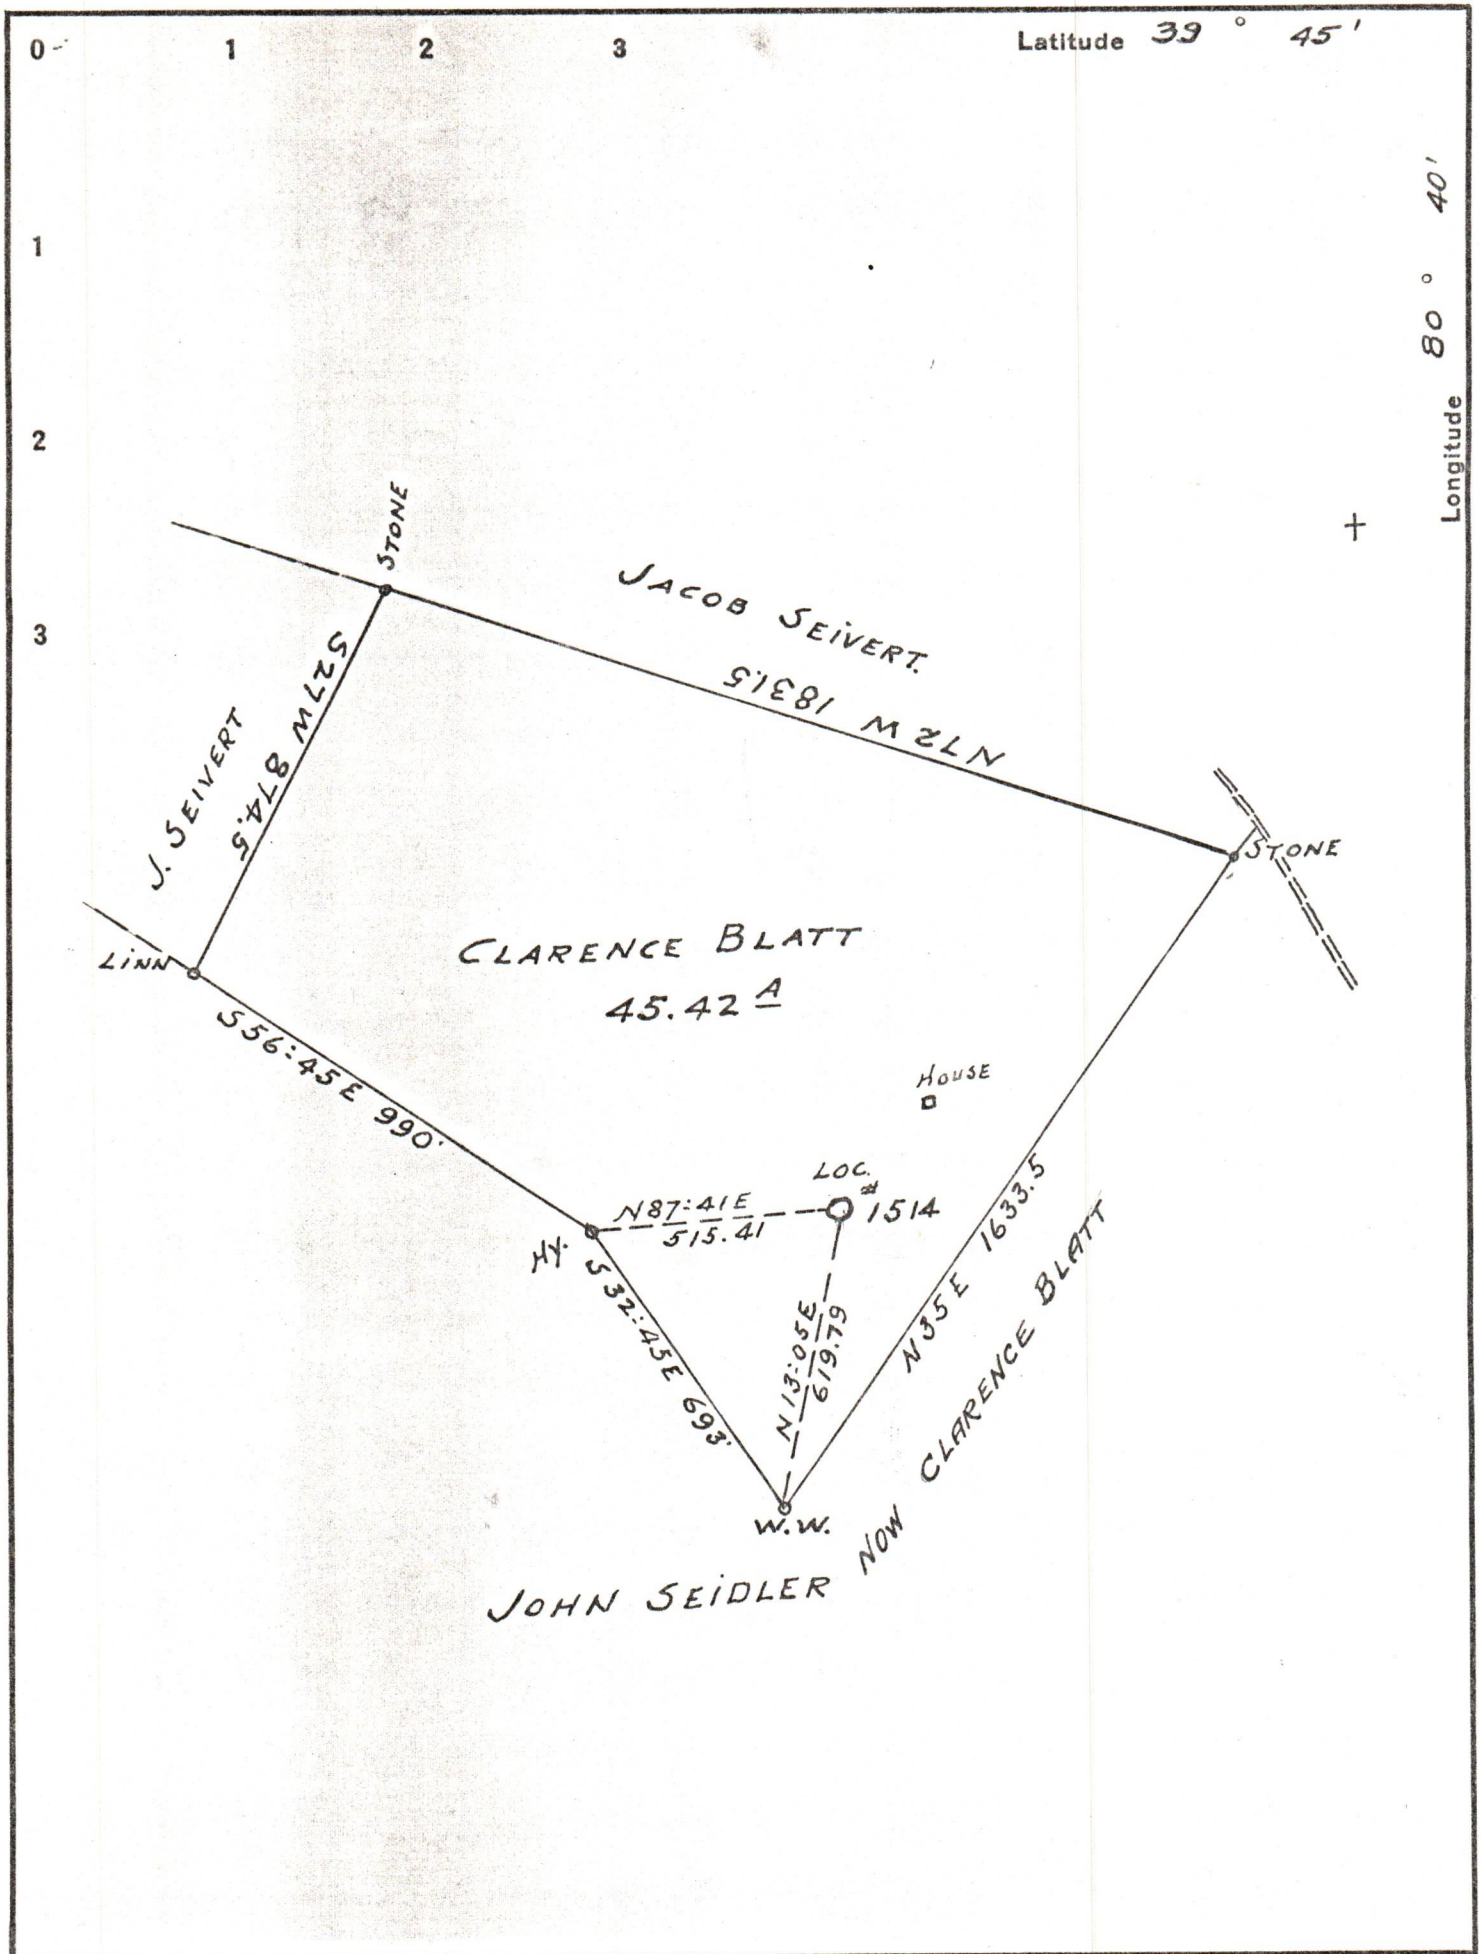 0 1 2 3 Latitude 39 ° 45 '
Longitude 80 ° 40'
1
2
3
STONE
JACOB SEIVERT.
N72W 1831.5
S27W 874.5
J. SEIVERT
STONE
LINN
CLARENCE BLATT
45.42 A
S56:45E 990'
HOUSE
LOC.
# 1514
N87:41E
515.41
HY.
S32:45E 693'
N13:05E
619.79
N35E 1633.5
NOW CLARENCE BLATT
W.W.
JOHN SEIDLER